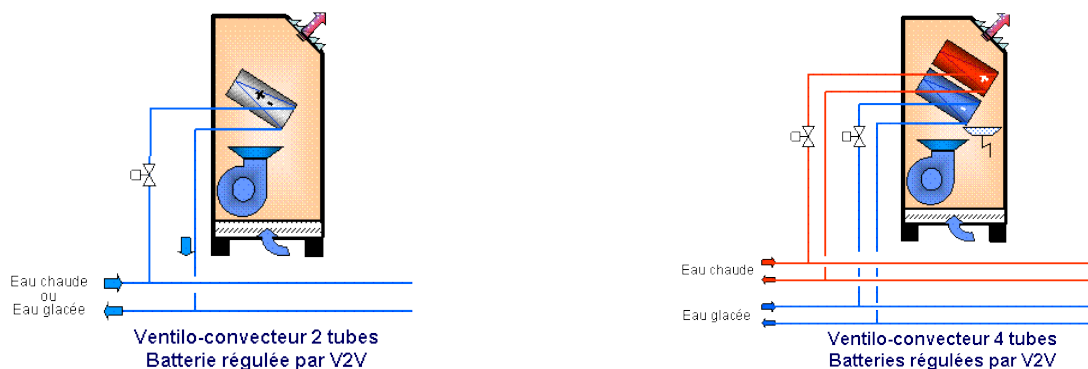 Eau chaude
ou
Eau glacée
Ventilo-convecteur 2 tubes
Batterie régulée par V2V
+
-
Eau chaude
Eau glacée
Ventilo-convecteur 4 tubes
Batteries régulées par V2V
+
-